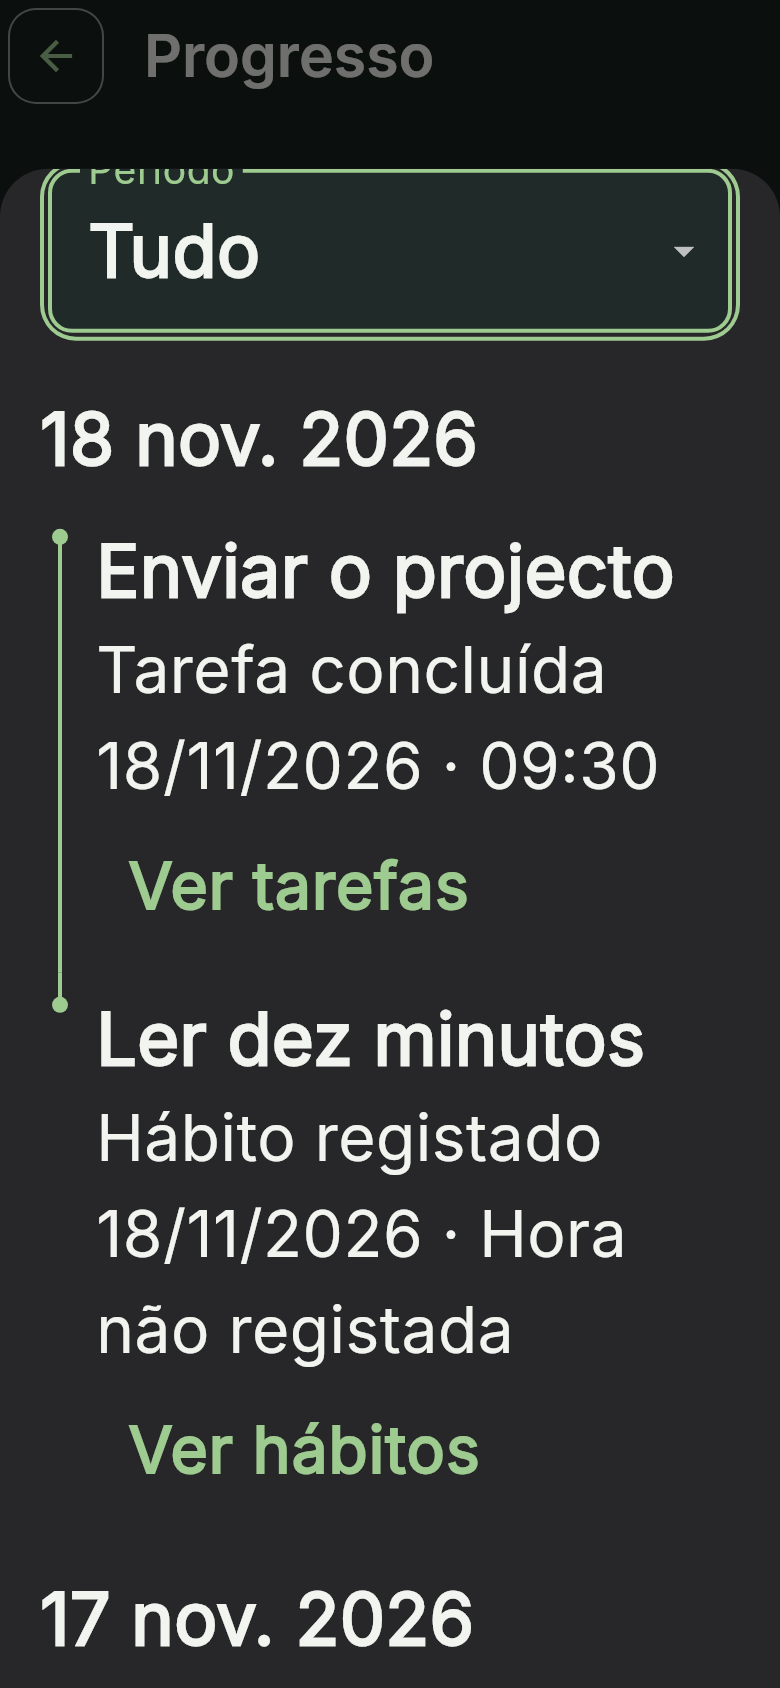 Progresso
Período
Tudo
18 nov. 2026
Enviar o projecto
Tarefa concluída
18/11/2026 · 09:30
Ver tarefas
Ler dez minutos
Hábito registado
18/11/2026 · Hora
não registada
Ver hábitos
17 nov. 2026